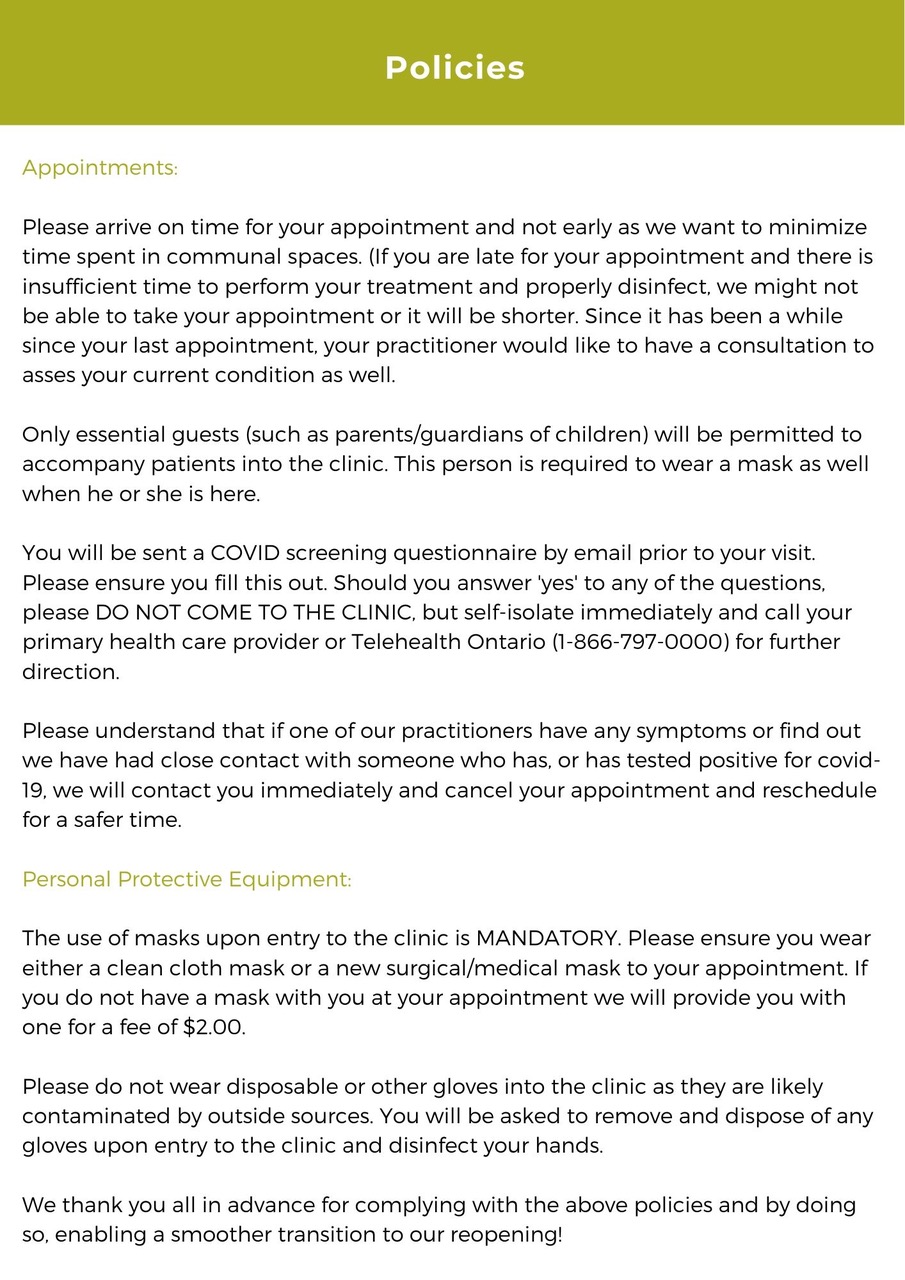 Policies
Appointments:
Please arrive on time for your appointment and not early as we want to minimize
time spent in communal spaces. (If you are late for your appointment and there is
insufficient time to perform your treatment and properly disinfect, we might not
be able to take your appointment or it will be shorter. Since it has been a while
since your last appointment, your practitioner would like to have a consultation to
asses your current condition as well.
Only essential guests (such as parents/guardians of children) will be permitted to
accompany patients into the clinic. This person is required to wear a mask as well
when he or she is here.
You will be sent a COVID screening questionnaire by email prior to your visit.
Please ensure you fill this out. Should you answer 'yes' to any of the questions,
please DO NOT COME TO THE CLINIC, but self-isolate immediately and call your
primary health care provider or Telehealth Ontario (1-866-797-0000) for further
direction.
Please understand that if one of our practitioners have any symptoms or find out
we have had close contact with someone who has, or has tested positive for covid-
19, we will contact you immediately and cancel your appointment and reschedule
for a safer time.
Personal Protective Equipment:
The use of masks upon entry to the clinic is MANDATORY. Please ensure you wear
either a clean cloth mask or a new surgical/medical mask to your appointment. If
you do not have a mask with you at your appointment we will provide you with
one for a fee of $2.00.
Please do not wear disposable or other gloves into the clinic as they are likely
contaminated by outside sources. You will be asked to remove and dispose of any
gloves upon entry to the clinic and disinfect your hands.
We thank you all in advance for complying with the above policies and by doing
so, enabling a smoother transition to our reopening!